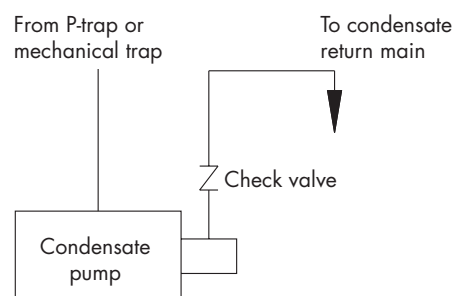 From P-trap or
mechanical trap
To condensate
return main
Check valve
Condensate
pump